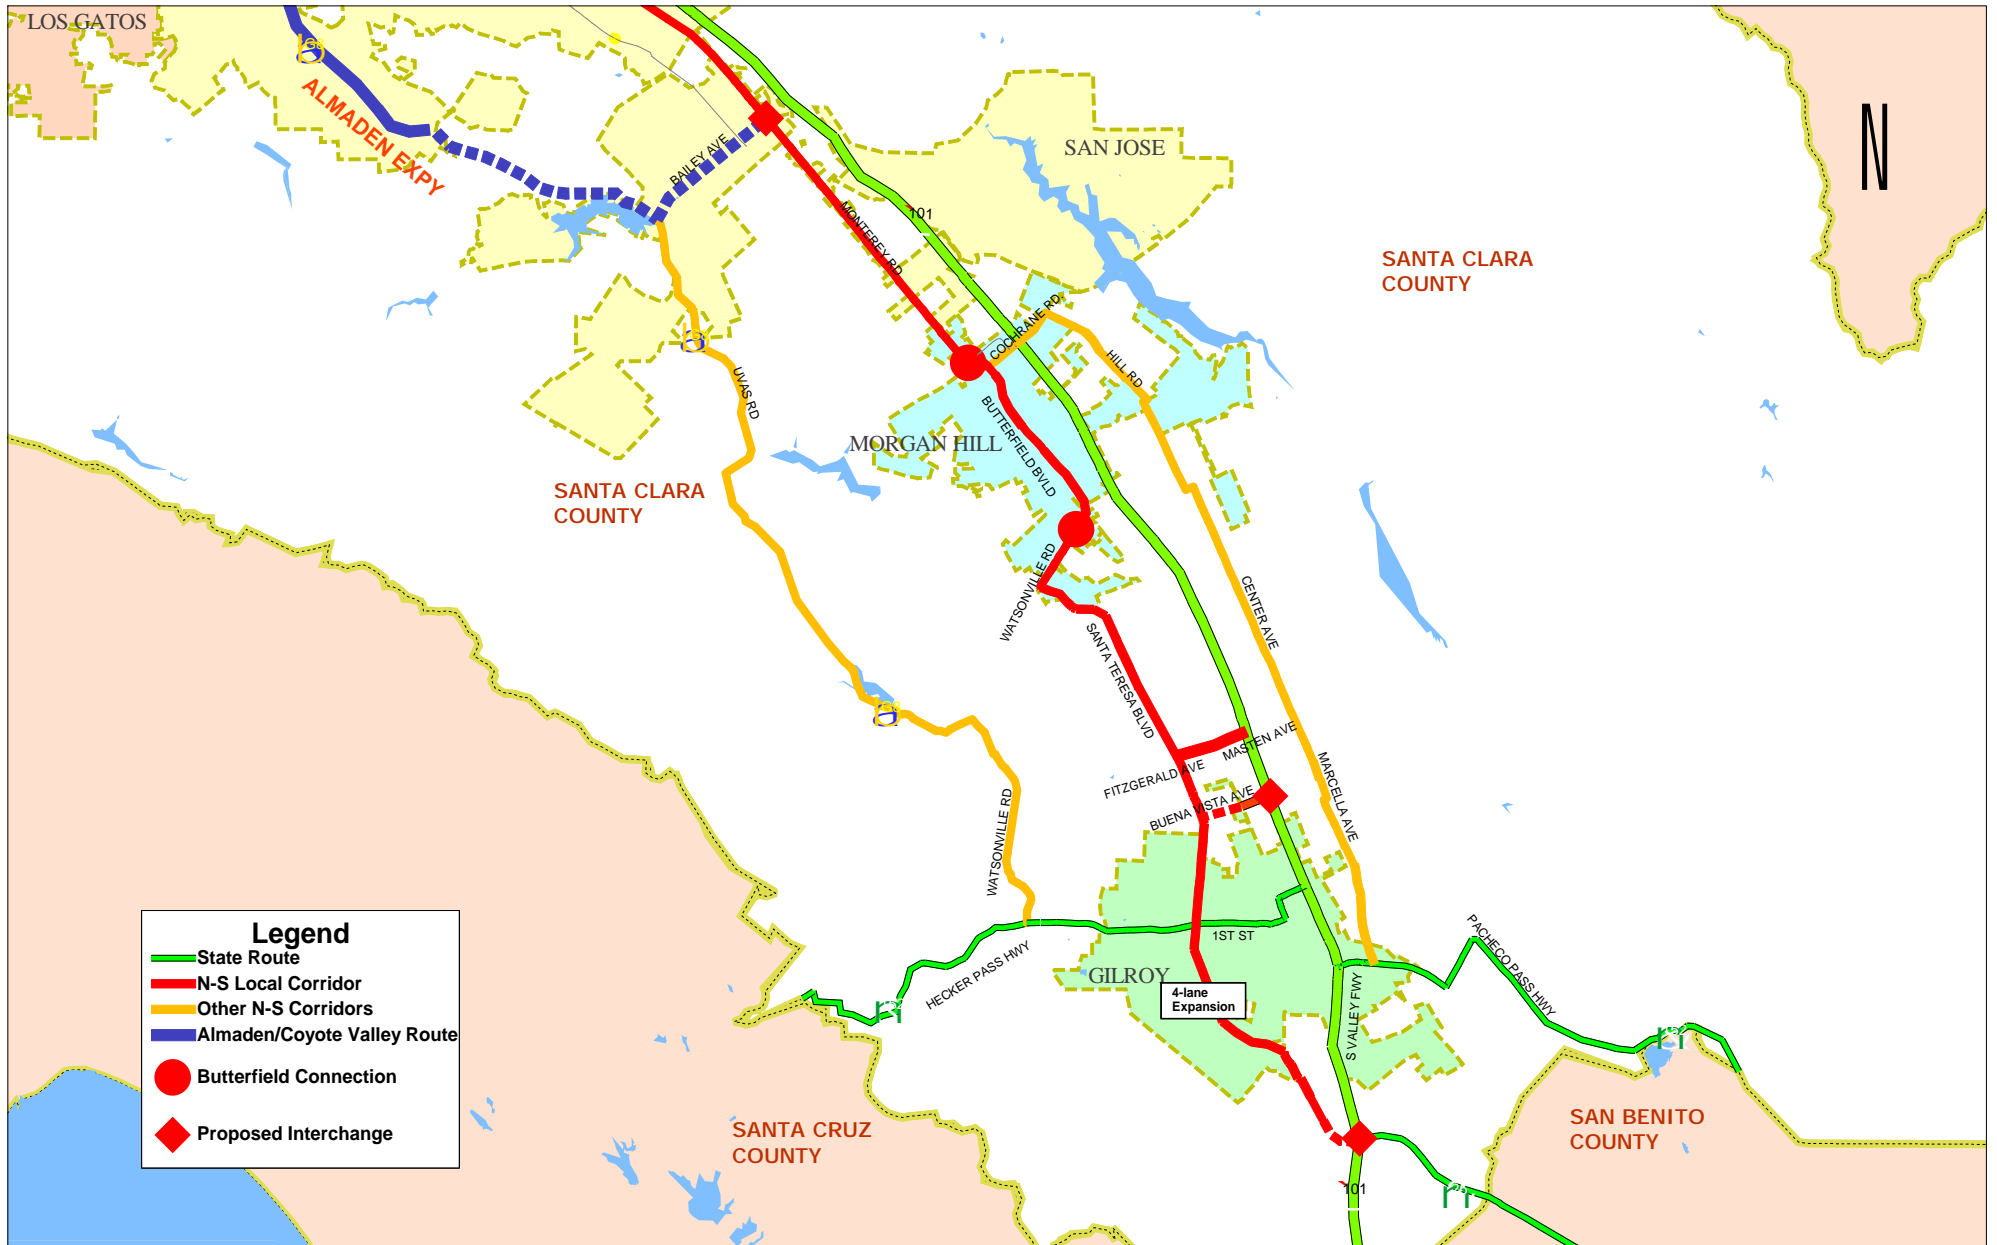 LOS GATOS
ALMADEN EXPY
BAILEY AVE
SAN JOSE
101
MONTEREY RD
SANTA CLARA
COUNTY
COCHRANE RD.
HILL RD
UVAS RD
BUTTERFIELD BVLD
MORGAN HILL
SANTA CLARA
COUNTY
WATSONVILLE RD
CENTER AVE
SANTA TERESA BLVD
MASTEN AVE
FITZGERALD AVE
BUENA VISTA AVE
MARCELLA AVE
WATSONVILLE RD
1ST ST
HECKER PASS HWY
PACHECO PASS HWY
GILROY
4-lane
Expansion
S VALLEY FWY
Legend
State Route
N-S Local Corridor
Other N-S Corridors
Almaden/Coyote Valley Route
Butterfield Connection
Proposed Interchange
SANTA CRUZ
COUNTY
SAN BENITO
COUNTY
101
N